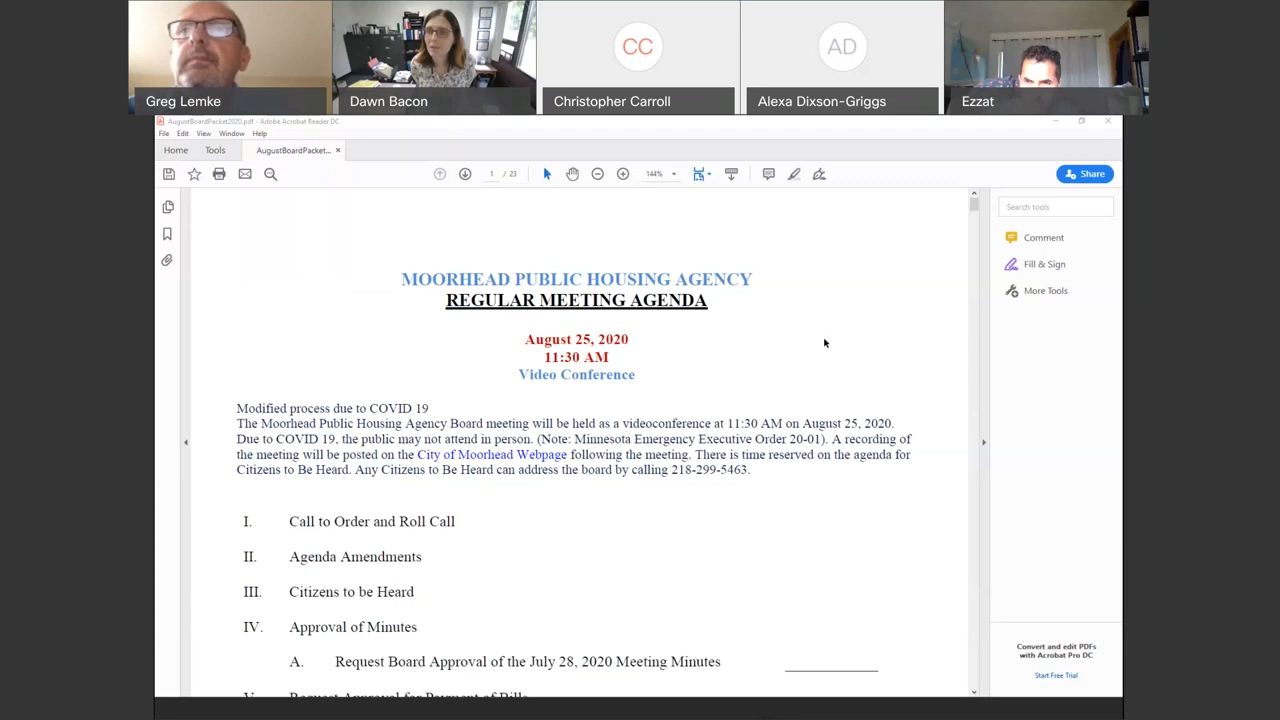 CC
AD
Greg Lemke
Dawn Bacon
Christopher Carroll
Alexa Dixson-Griggs
Ezzat
AugustBoardPacket2020.pdf - Adobe Acrobat Reader DC
File Edit View Window Help
Home Tools AugustBoardPacket... ×
1 / 23 144%
Share
Search tools
Comment
Fill & Sign
More Tools
MOORHEAD PUBLIC HOUSING AGENCY
REGULAR MEETING AGENDA
August 25, 2020
11:30 AM
Video Conference
Modified process due to COVID 19
The Moorhead Public Housing Agency Board meeting will be held as a videoconference at 11:30 AM on August 25, 2020.
Due to COVID 19, the public may not attend in person. (Note: Minnesota Emergency Executive Order 20-01). A recording of
the meeting will be posted on the City of Moorhead Webpage following the meeting. There is time reserved on the agenda for
Citizens to Be Heard. Any Citizens to Be Heard can address the board by calling 218-299-5463.
I. Call to Order and Roll Call
II. Agenda Amendments
III. Citizens to be Heard
IV. Approval of Minutes
A. Request Board Approval of the July 28, 2020 Meeting Minutes
V. Request Approval for Payment of Bills
Convert and edit PDFs
with Acrobat Pro DC
Start Free Trial